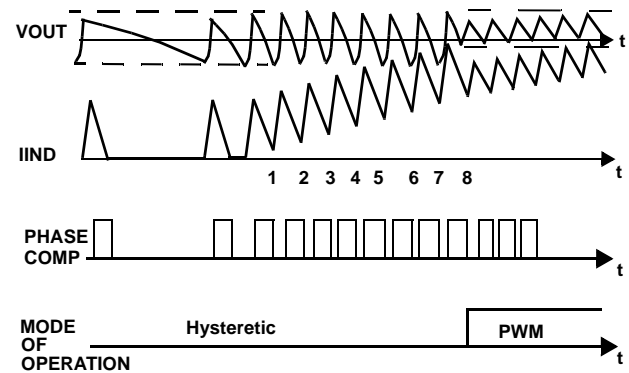 VOUT
t
IIND
1 2 3 4 5 6 7 8
t
PHASE
COMP
t
Hysteretic
PWM
MODE
OF
OPERATION
t